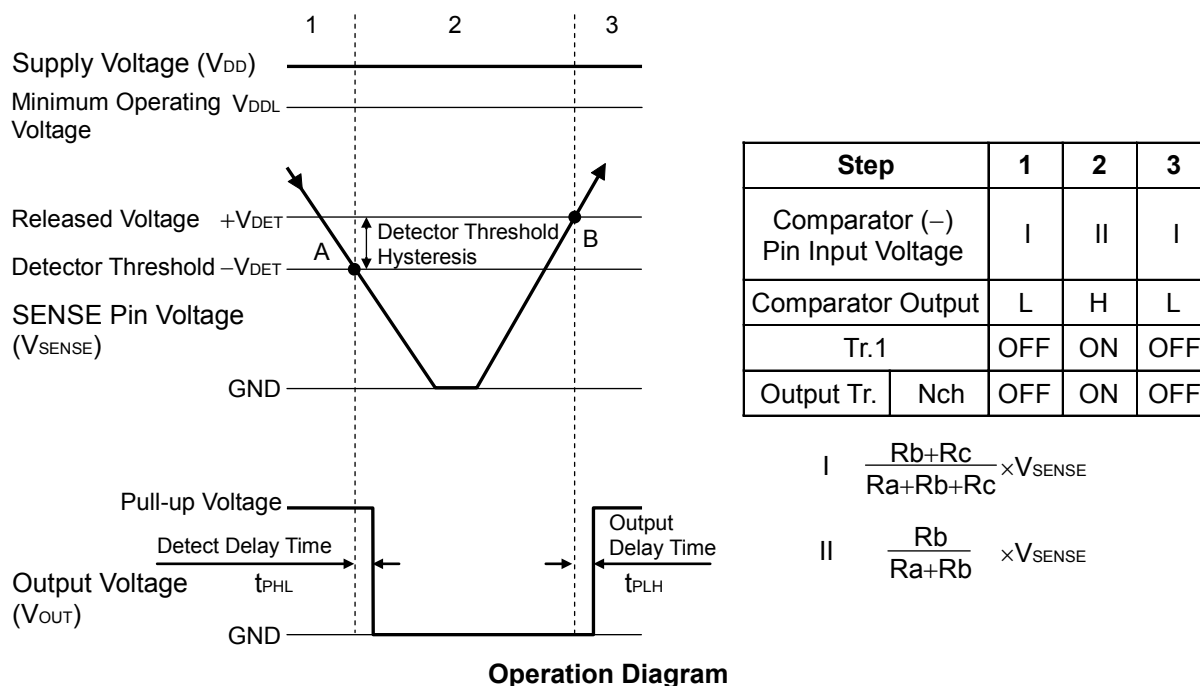 1 2 3
Supply Voltage (VDD)
Minimum Operating VDDL
Voltage
Released Voltage +VDET
A
Detector Threshold
Hysteresis
B
Detector Threshold −VDET
SENSE Pin Voltage
(VSENSE)
GND
Pull-up Voltage
Detect Delay Time
tPHL
Output
Delay Time
tPLH
Output Voltage
(VOUT)
GND
Step 1 2 3
Comparator (−)
Pin Input Voltage
I II I
Comparator Output L H L
Tr.1 OFF ON OFF
Output Tr. Nch OFF ON OFF
I Rb+Rc
Ra+Rb+Rc ×VSENSE
II Rb
Ra+Rb ×VSENSE
Operation Diagram